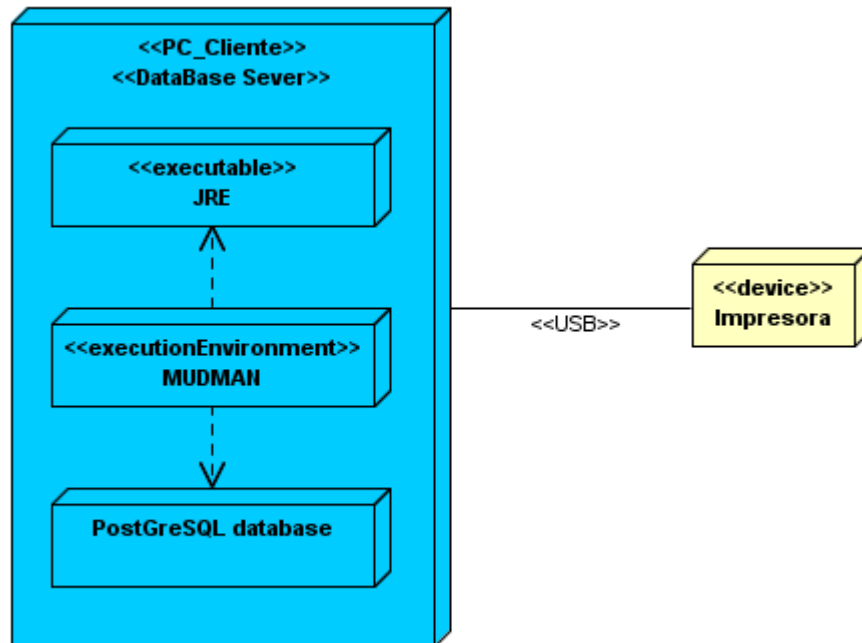 <<PC_Cliente>>
<<DataBase Sever>>
<<executable>>
JRE
<<executionEnvironment>>
MUDMAN
PostGreSQL database
<<USB>>
<<device>>
Impresora